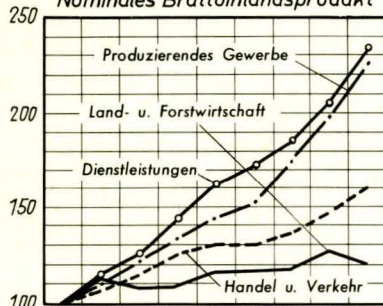 Nominales Bruttoinlandsprodukt
250
Produzierendes Gewerbe
200
Land- u. Forstwirtschaft
Dienstleistungen
150
Handel u. Verkehr
100